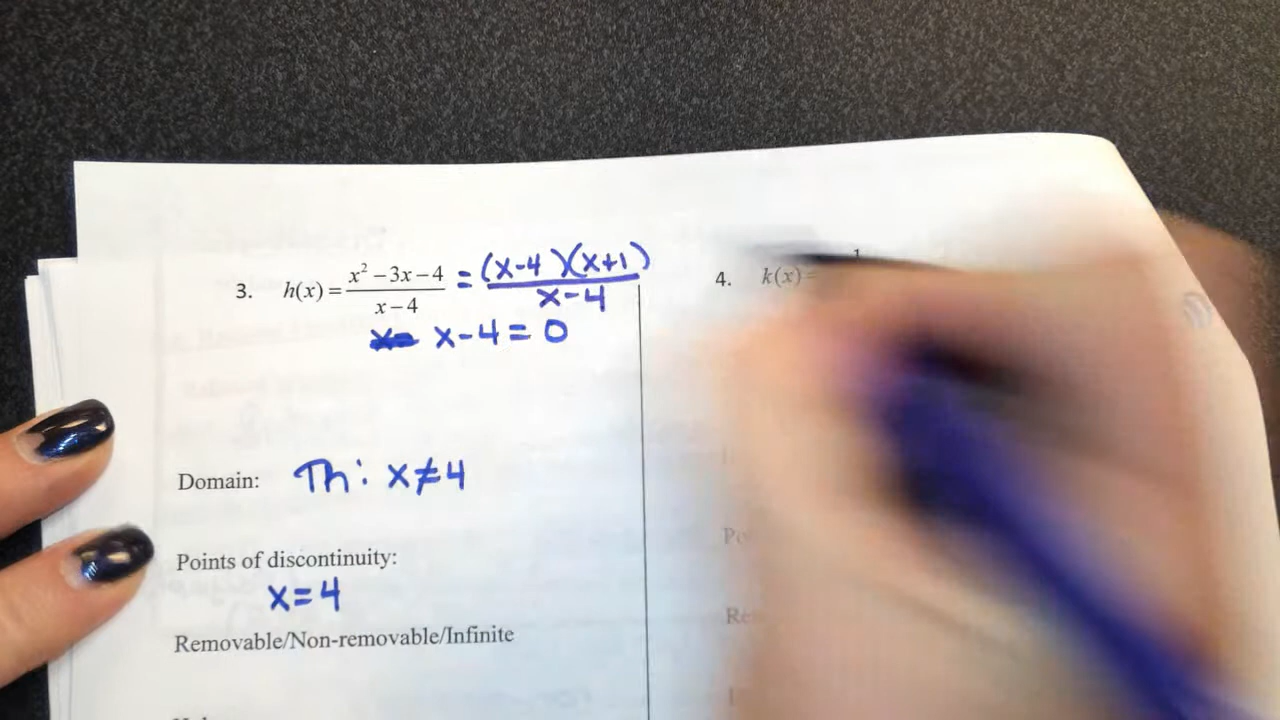 3. h(x) = x² − 3x − 4 / x − 4 = (x-4)(x+1) / x-4
x-4=0
4. k(x)=
Domain: Th: x≠4
Points of discontinuity:
x=4
Removable/Non-removable/Infinite